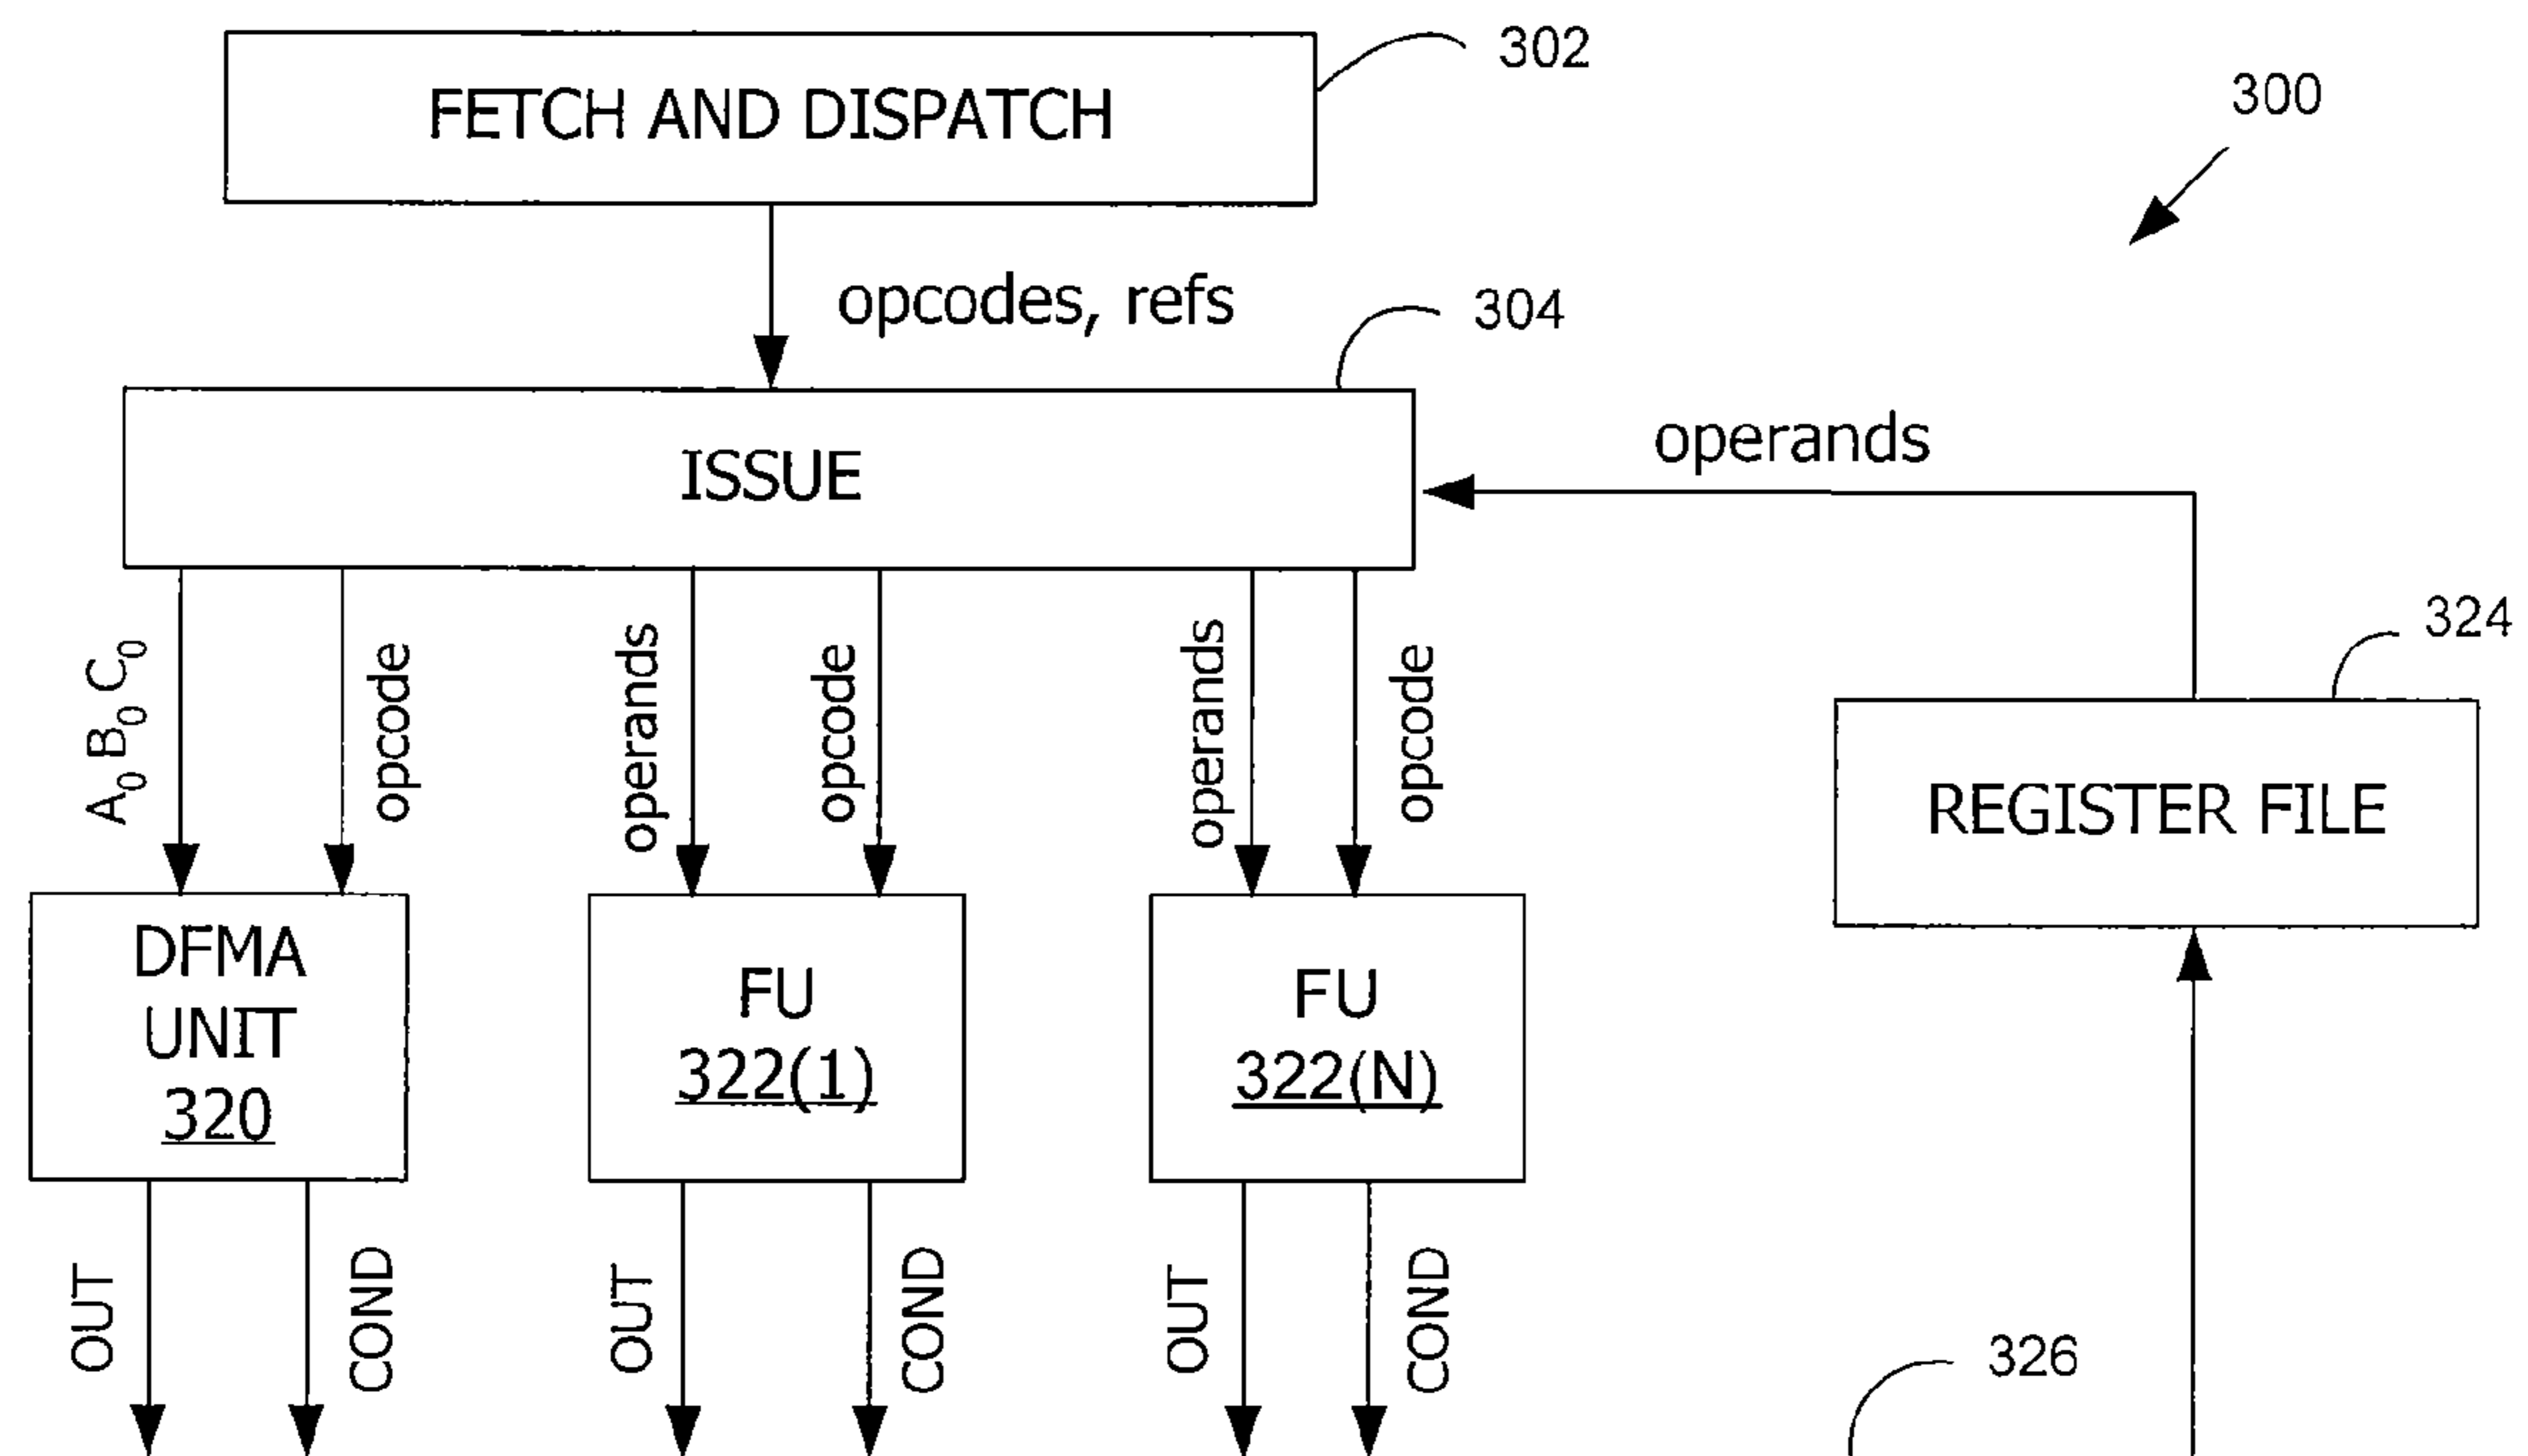 302
FETCH AND DISPATCH
300
opcodes, refs
304
ISSUE
operands
324
A₀ B₀ C₀
opcode
operands
opcode
operands
opcode
REGISTER FILE
DFMA
UNIT
320
FU
322(1)
FU
322(N)
OUT
COND
OUT
COND
OUT
COND
326